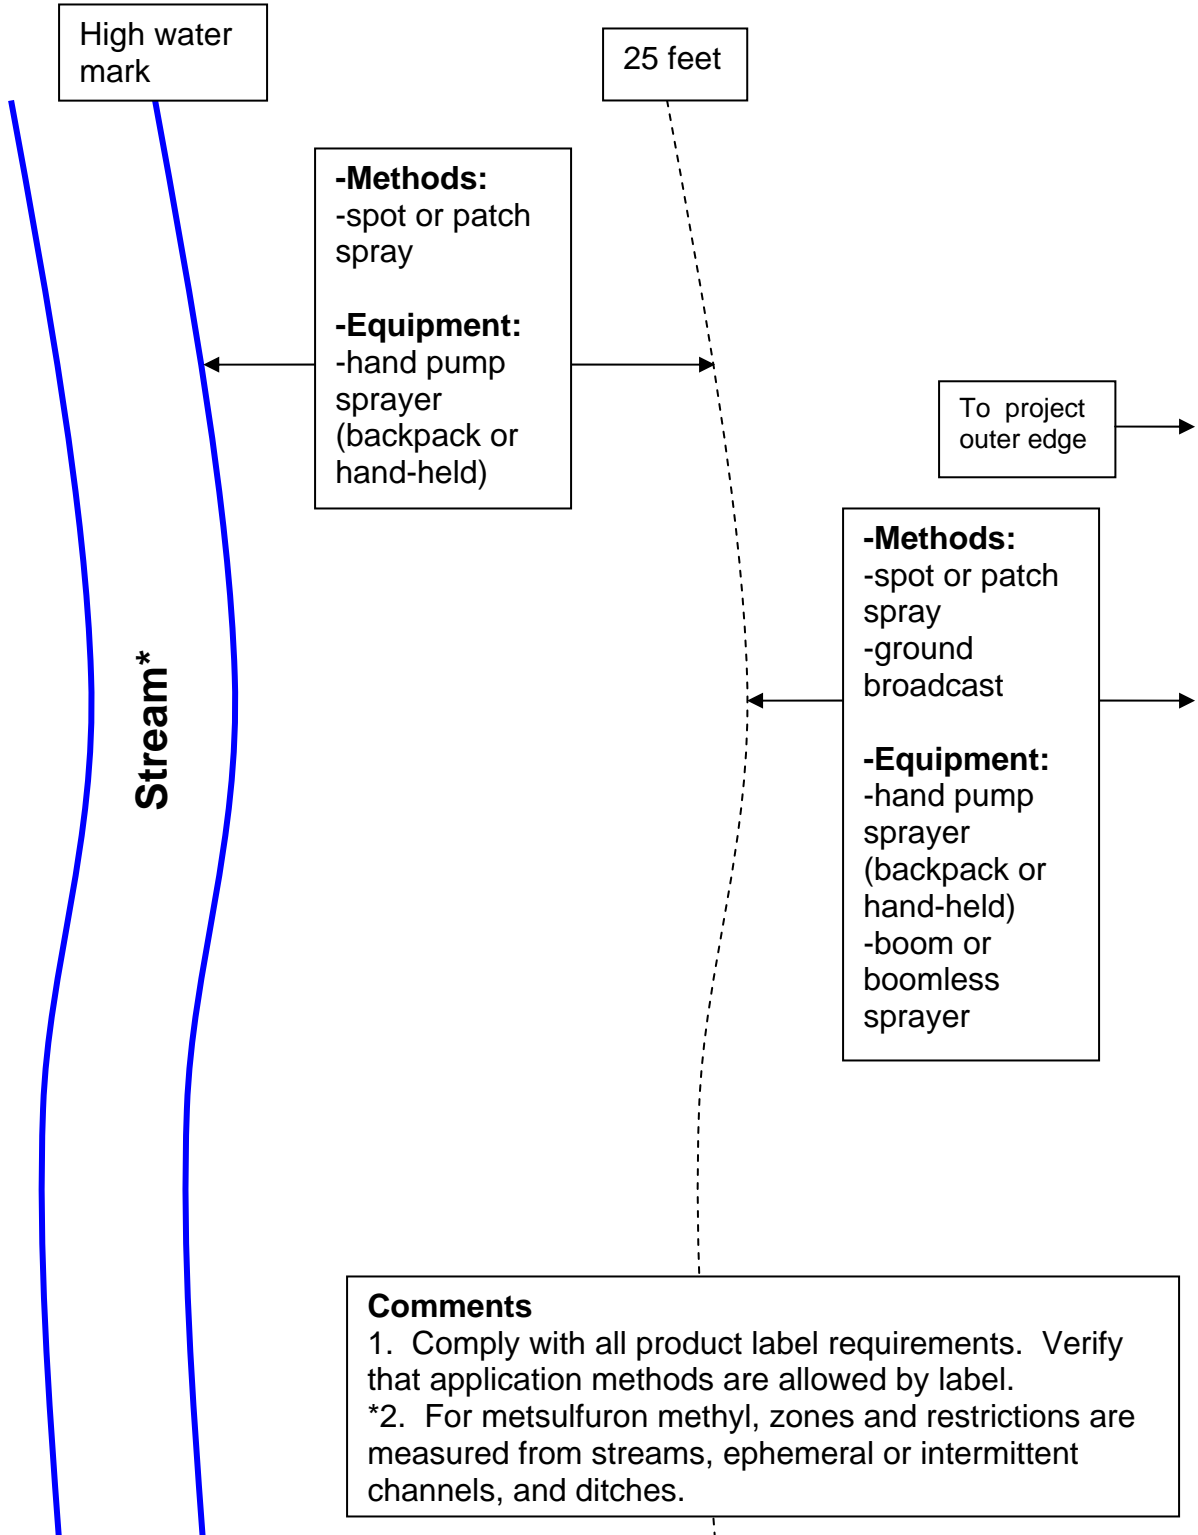 High water
mark
25 feet
-Methods:
-spot or patch
spray
-Equipment:
-hand pump
sprayer
(backpack or
hand-held)
To project
outer edge
-Methods:
-spot or patch
spray
-ground
broadcast
-Equipment:
-hand pump
sprayer
(backpack or
hand-held)
-boom or
boomless
sprayer
Stream*
Comments
1. Comply with all product label requirements. Verify
that application methods are allowed by label.
*2. For metsulfuron methyl, zones and restrictions are
measured from streams, ephemeral or intermittent
channels, and ditches.